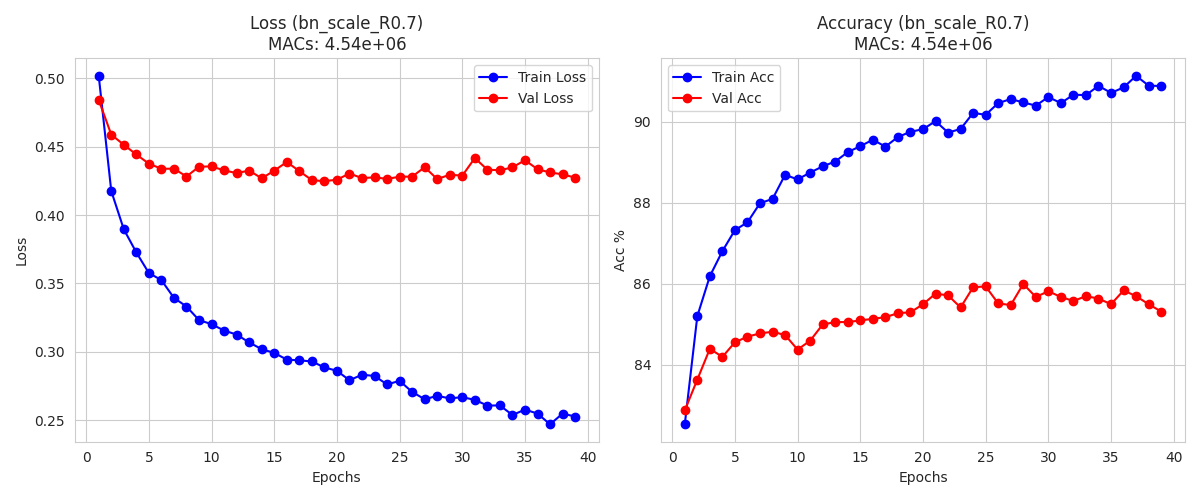 Loss (bn_scale_R0.7)
MACs: 4.54e+06
Train Loss
Val Loss
0.50
0.45
0.40
0.35
0.30
0.25
Loss
0 5 10 15 20 25 30 35 40
Epochs
Accuracy (bn_scale_R0.7)
MACs: 4.54e+06
Train Acc
Val Acc
90
88
86
84
Acc %
0 5 10 15 20 25 30 35 40
Epochs